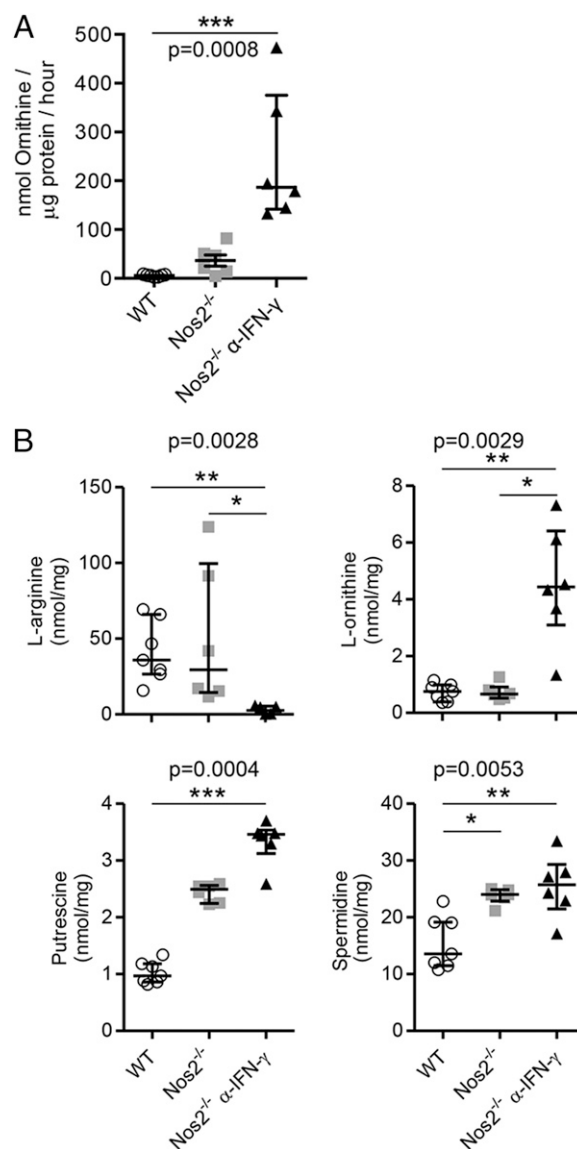 A
***
p=0.0008
nmol Ornithine /
µg protein / hour
500
400
300
200
100
0
WT
Nos2-/-
Nos2-/- α-IFN-γ
B
p=0.0028
**
*
L-arginine
(nmol/mg)
150
100
50
0
p=0.0029
**
*
L-ornithine
(nmol/mg)
8
6
4
2
0
p=0.0004
***
Putrescine
(nmol/mg)
4
3
2
1
0
WT
Nos2-/-
Nos2-/- α-IFN-γ
p=0.0053
**
*
Spermidine
(nmol/mg)
40
30
20
10
0
WT
Nos2-/-
Nos2-/- α-IFN-γ